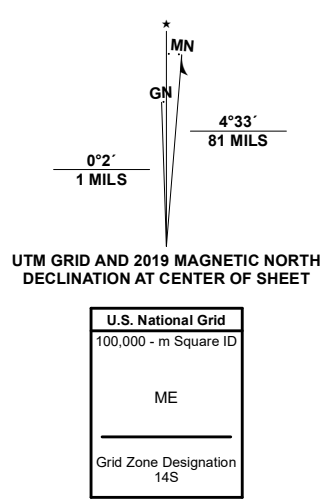 ★
MN
GN
4°33´
81 MILS
0°2´
1 MILS
UTM GRID AND 2019 MAGNETIC NORTH
DECLINATION AT CENTER OF SHEET
U.S. National Grid
100,000 - m Square ID
ME
Grid Zone Designation
14S